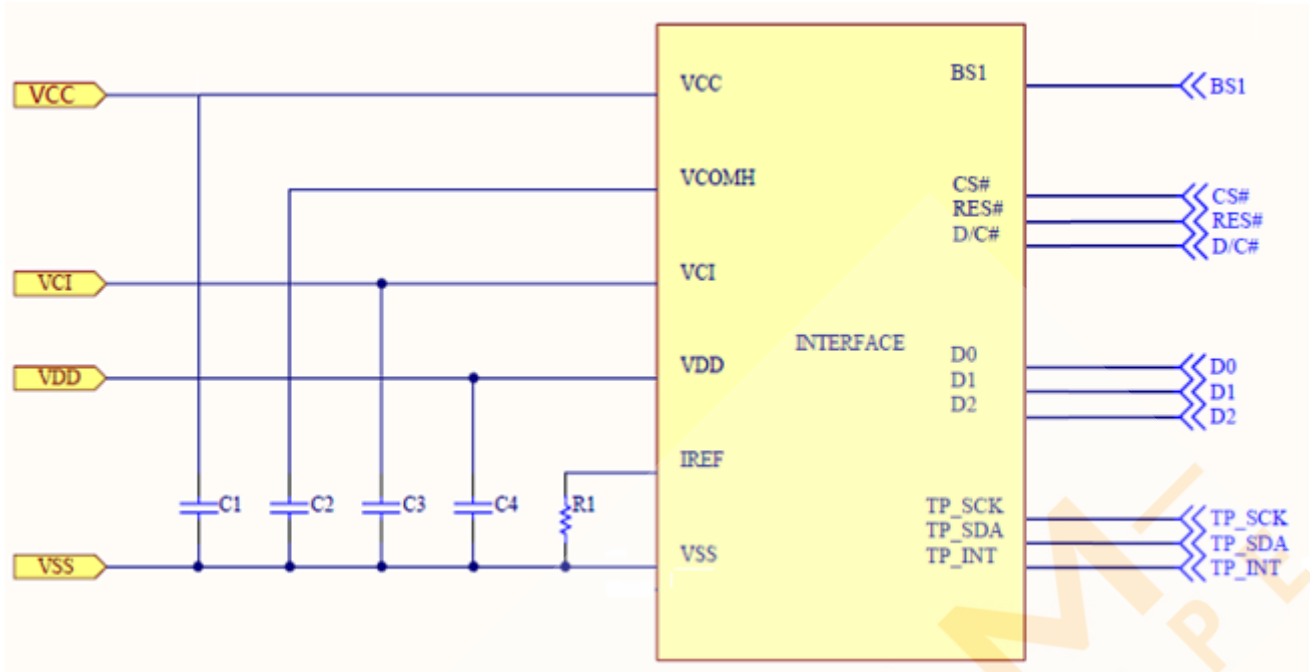 VCC
VCI
VDD
VSS
C1
C2
C3
C4
R1
VCC
VCOMH
VCI
VDD
IREF
VSS
INTERFACE
BS1
CS#
RES#
D/C#
D0
D1
D2
TP_SCK
TP_SDA
TP_INT
BS1
CS#
RES#
D/C#
D0
D1
D2
TP_SCK
TP_SDA
TP_INT